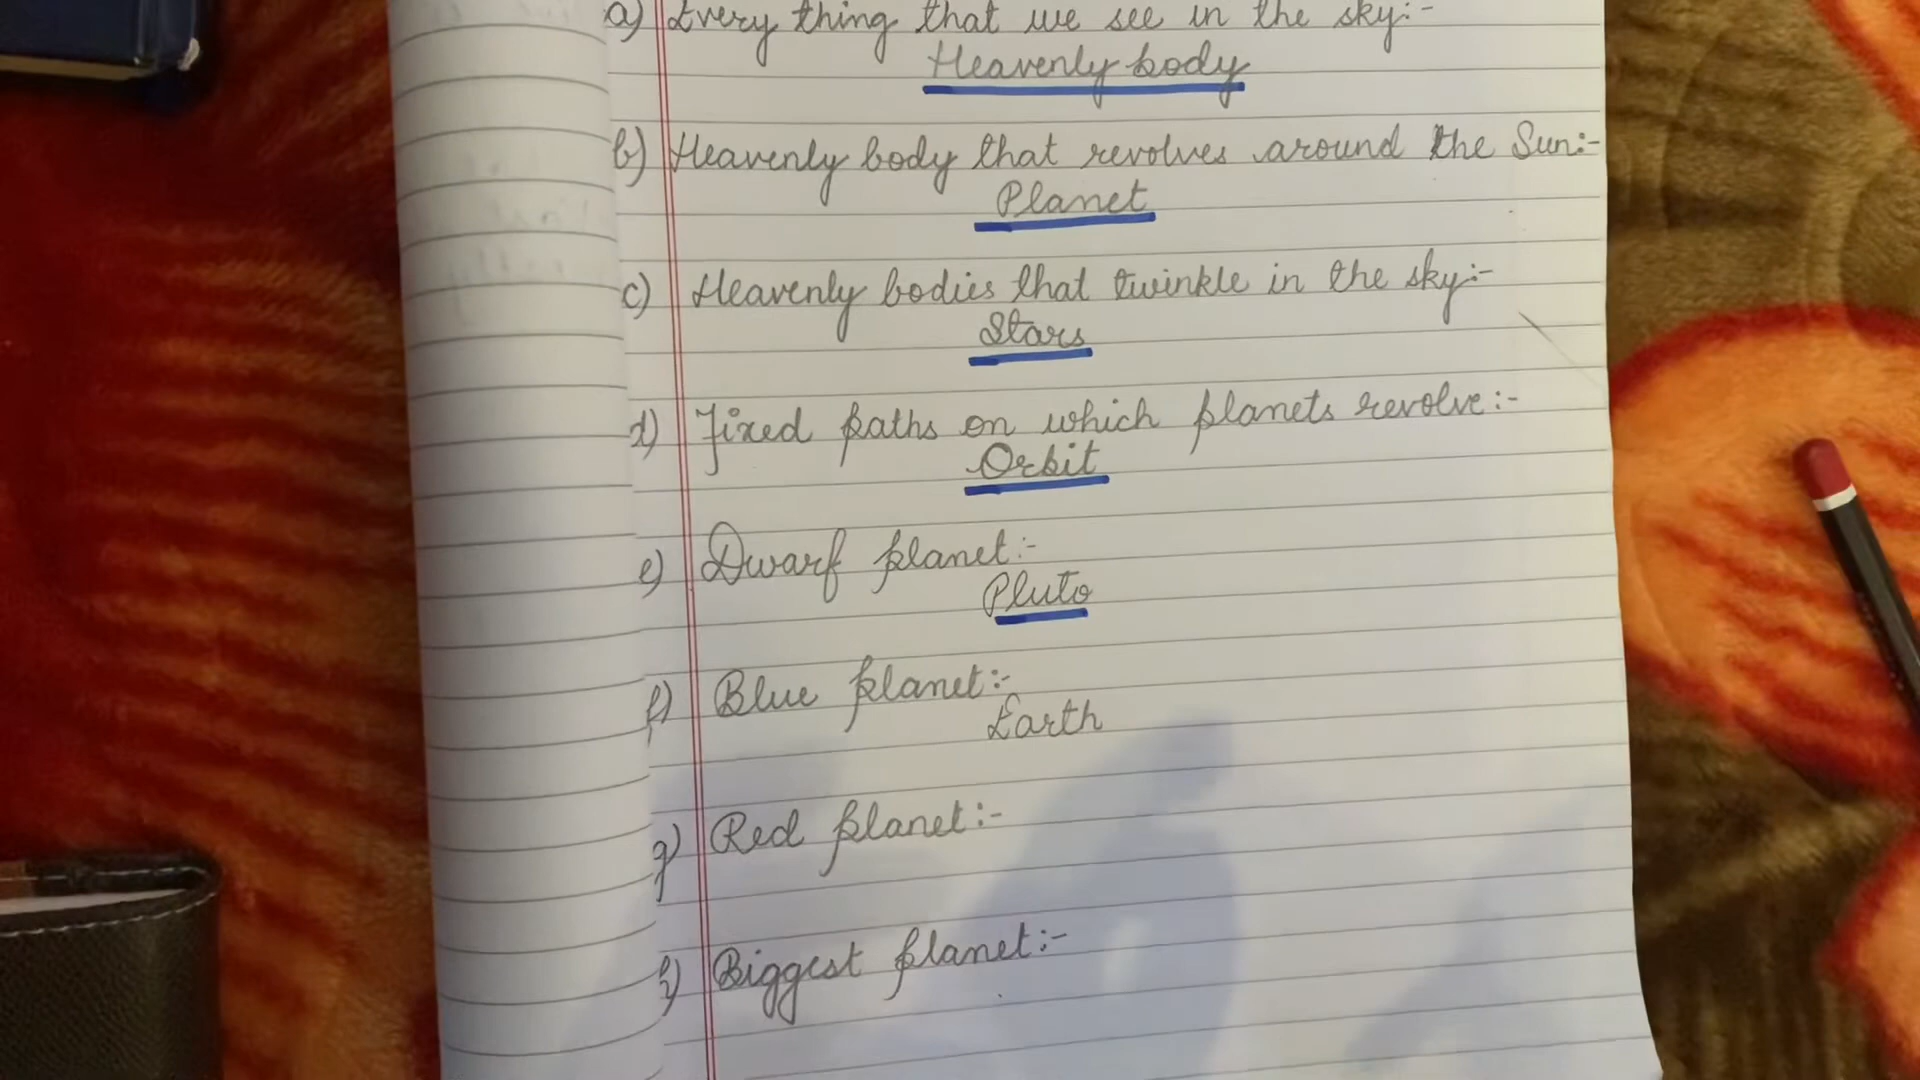 a) Every thing that we see in the sky:-
Heavenly body
b) Heavenly body that revolves around the Sun:-
Planet
c) Heavenly bodies that twinkle in the sky:-
Stars
d) Fixed paths on which planets revolve:-
Orbit
e) Dwarf planet:-
Pluto
f) Blue planet:-
Earth
g) Red planet:-
Biggest planet:-